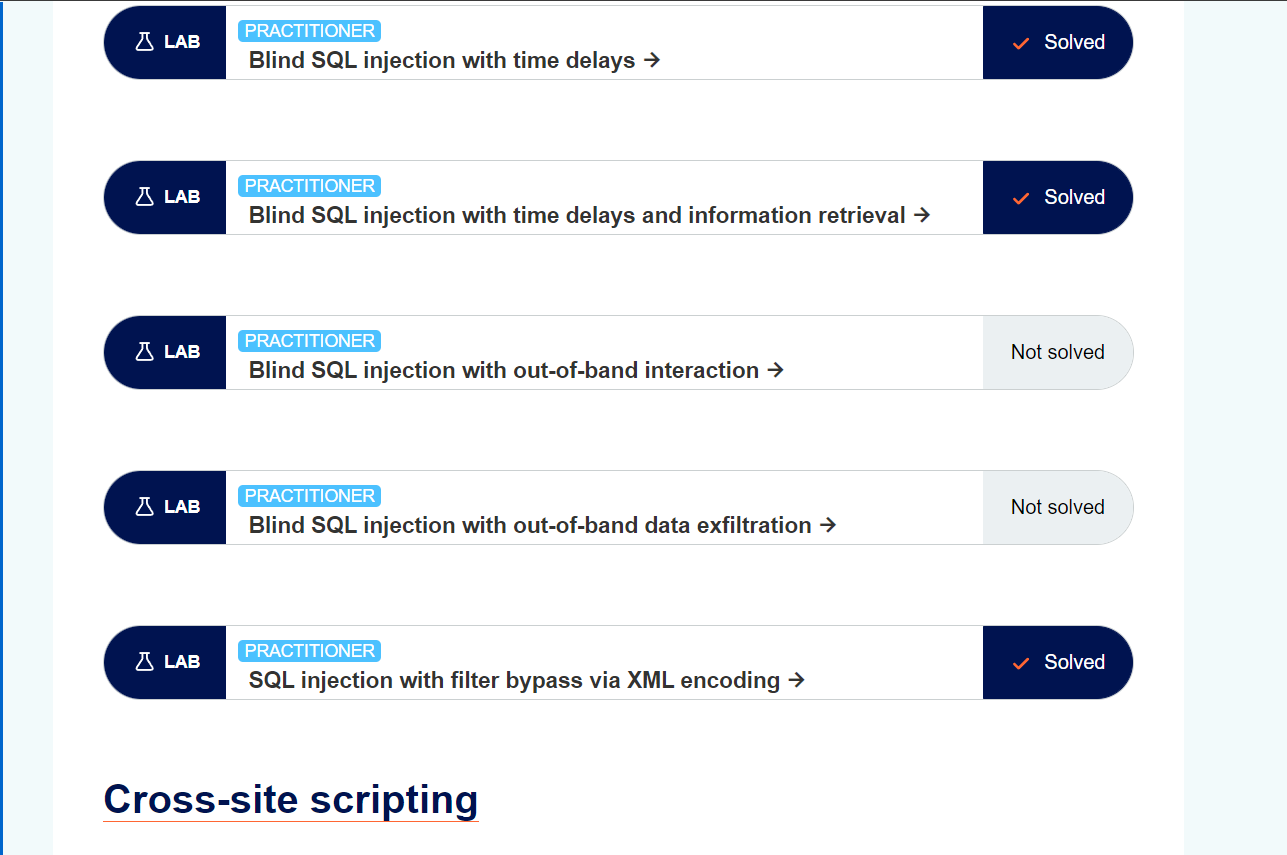 LAB
PRACTITIONER
Blind SQL injection with time delays →
Solved
LAB
PRACTITIONER
Blind SQL injection with time delays and information retrieval →
Solved
LAB
PRACTITIONER
Blind SQL injection with out-of-band interaction →
Not solved
LAB
PRACTITIONER
Blind SQL injection with out-of-band data exfiltration →
Not solved
LAB
PRACTITIONER
SQL injection with filter bypass via XML encoding →
Solved
Cross-site scripting